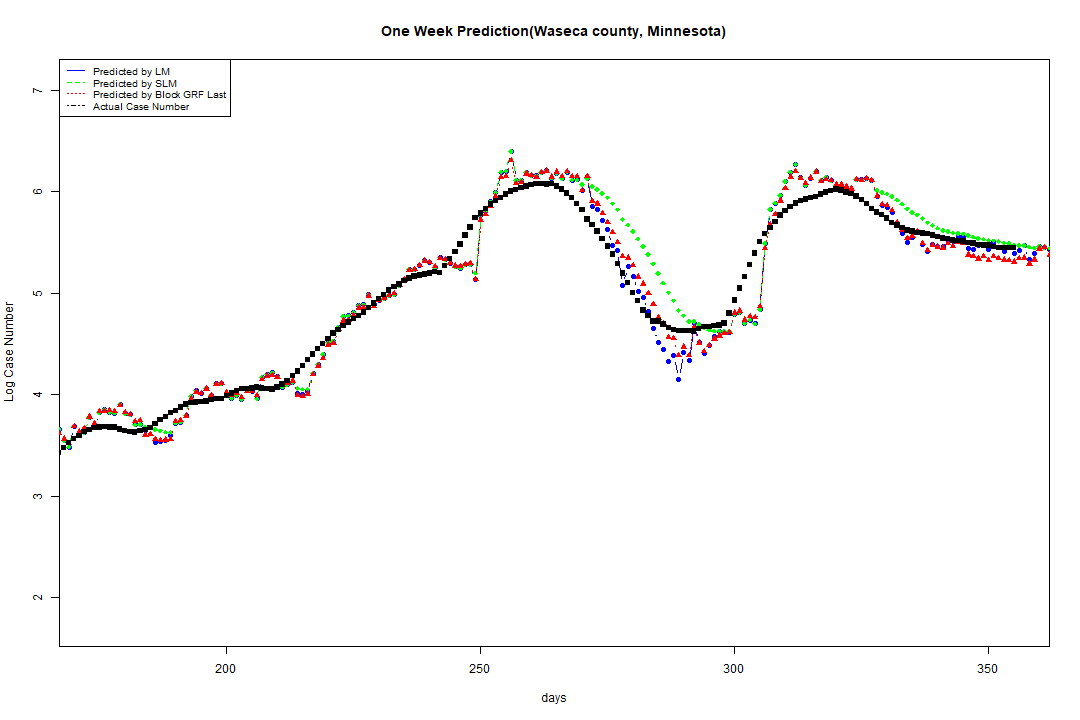 One Week Prediction(Waseca county, Minnesota)
Predicted by LM
Predicted by SLM
Predicted by Block GRF Last
Actual Case Number
7
6
5
4
3
2
Log Case Number
200 250 300 350
days